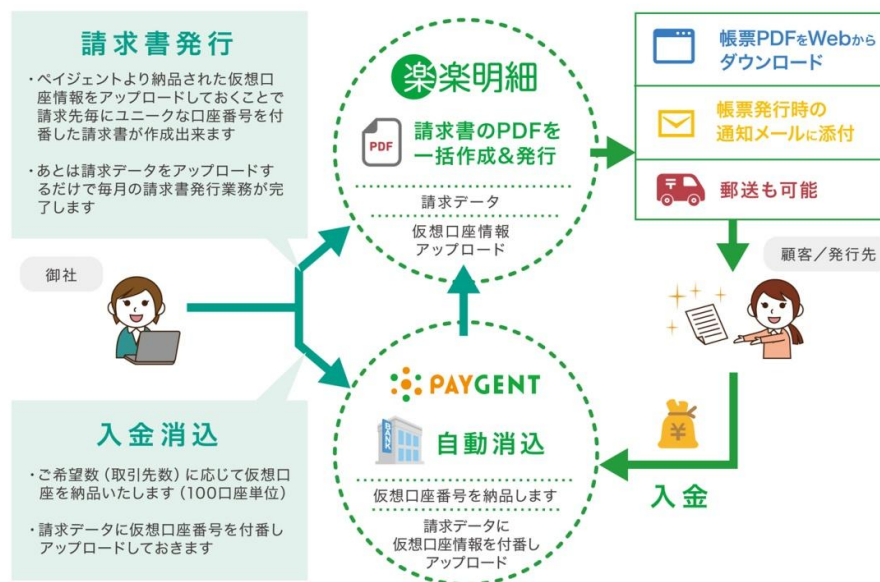 請求書発行
・ペイジェントより納品された仮想口
座情報をアップロードしておくことで
請求先毎にユニークな口座番号を付
番した請求書が作成出来ます
・あとは請求データをアップロードす
るだけで毎月の請求書発行業務が完
了します
楽楽明細
PDF
請求書のPDFを
一括作成&発行
請求データ
仮想口座情報
アップロード
帳票PDFをWebから
ダウンロード
帳票発行時の
通知メールに添付
〒
郵送も可能
御社
顧客／発行先
PAYGENT
BANK
自動消込
仮想口座番号を納品します
請求データに
仮想口座情報を付番し
アップロード
¥
入金
入金消込
・ご希望数（取引先数）に応じて仮想口
座を納品いたします（100口座単位）
・請求データに仮想口座番号を付番し
アップロードしておきます